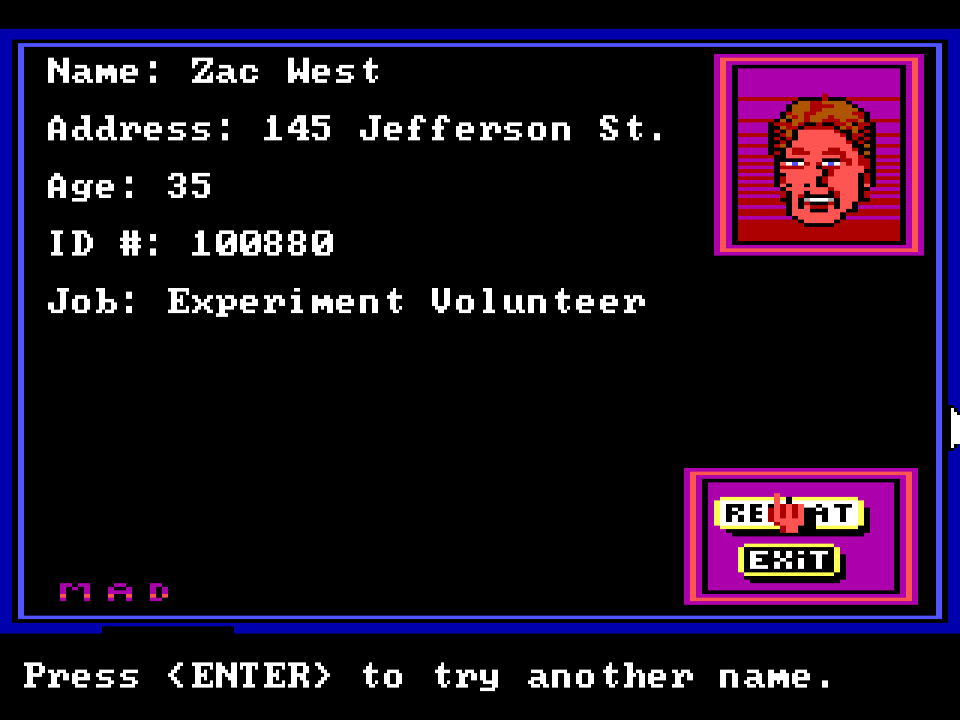 Name: Zac West
Address: 145 Jefferson St.
Age: 35
ID #: 100880
Job: Experiment Volunteer
EXiT
MAD
Press <ENTER> to try another name.